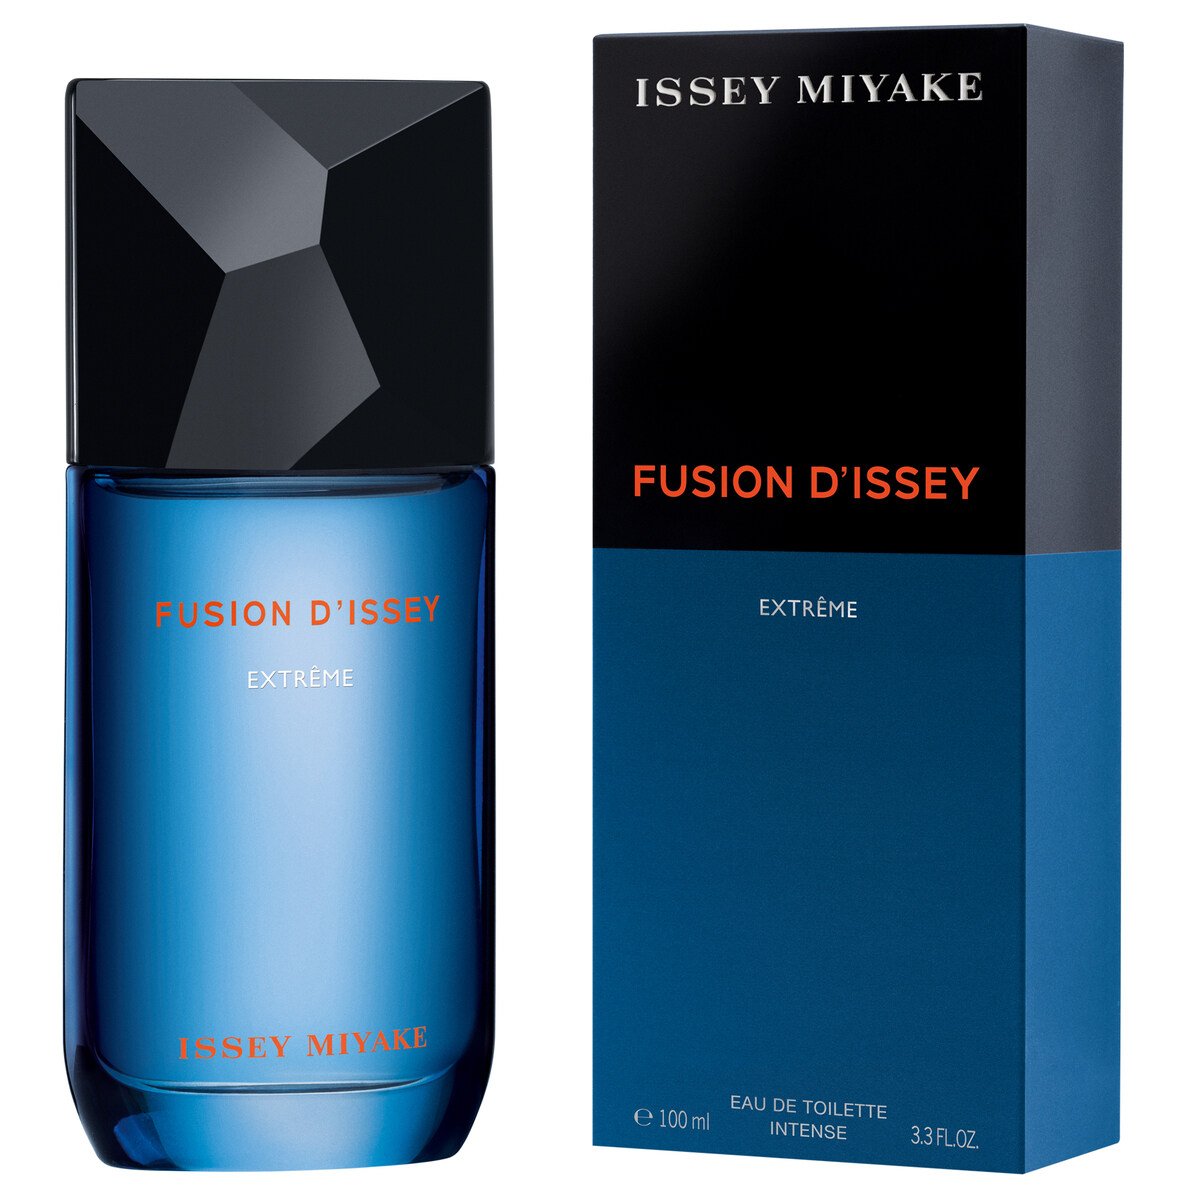 FUSION D'ISSEY
EXTRÊME
ISSEY MIYAKE
ISSEY MIYAKE
FUSION D'ISSEY
EXTRÊME
℮ 100 ml
EAU DE TOILETTE
INTENSE
3.3 FL.OZ.